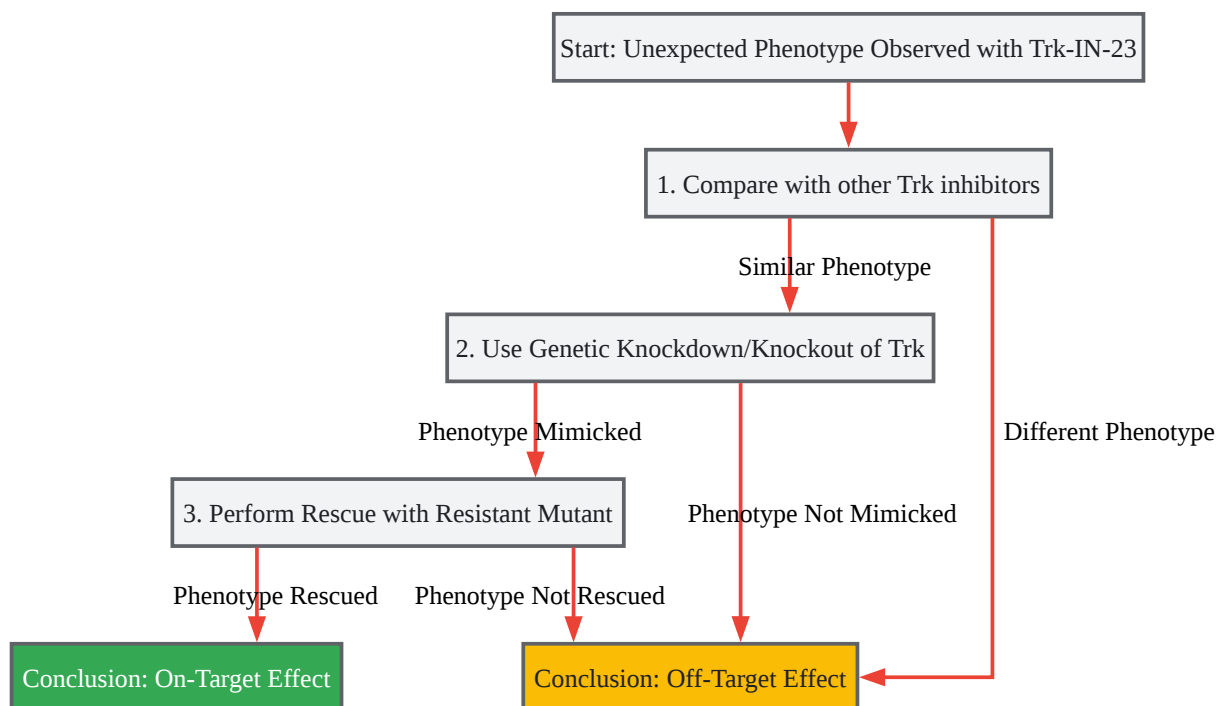 Start: Unexpected Phenotype Observed with Trk-IN-23
1. Compare with other Trk inhibitors
Similar Phenotype
2. Use Genetic Knockdown/Knockout of Trk
Phenotype Mimicked
Different Phenotype
3. Perform Rescue with Resistant Mutant
Phenotype Not Mimicked
Phenotype Rescued
Phenotype Not Rescued
Conclusion: On-Target Effect
Conclusion: Off-Target Effect